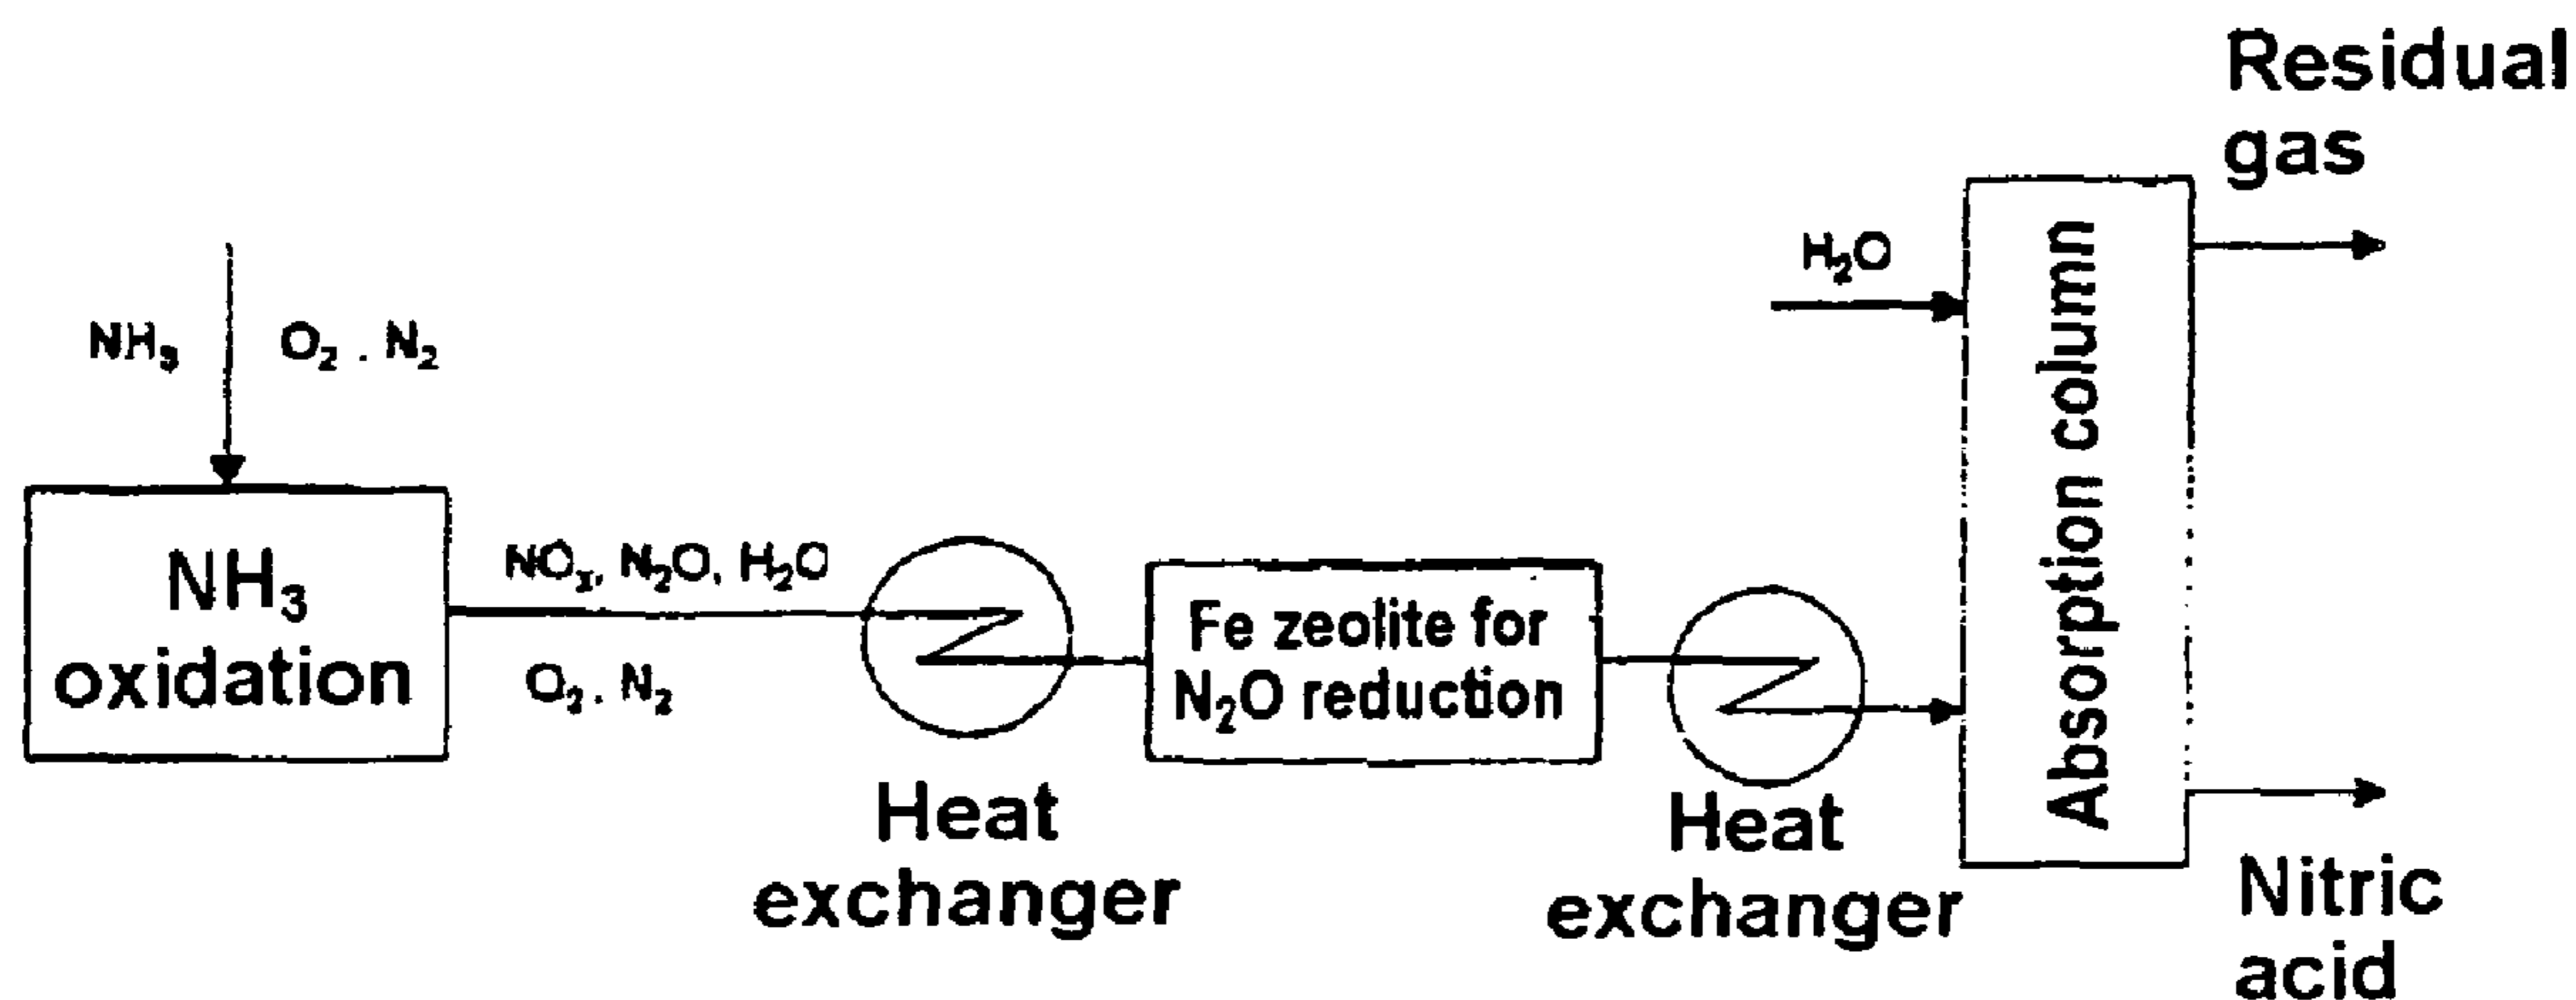 Residual
gas
H₂O
NH₃
O₂ . N₂
NH₃
oxidation
NOₓ, N₂O, H₂O
O₂ . N₂
Heat
exchanger
Fe zeolite for
N₂O reduction
Heat
exchanger
Absorption column
Nitric
acid